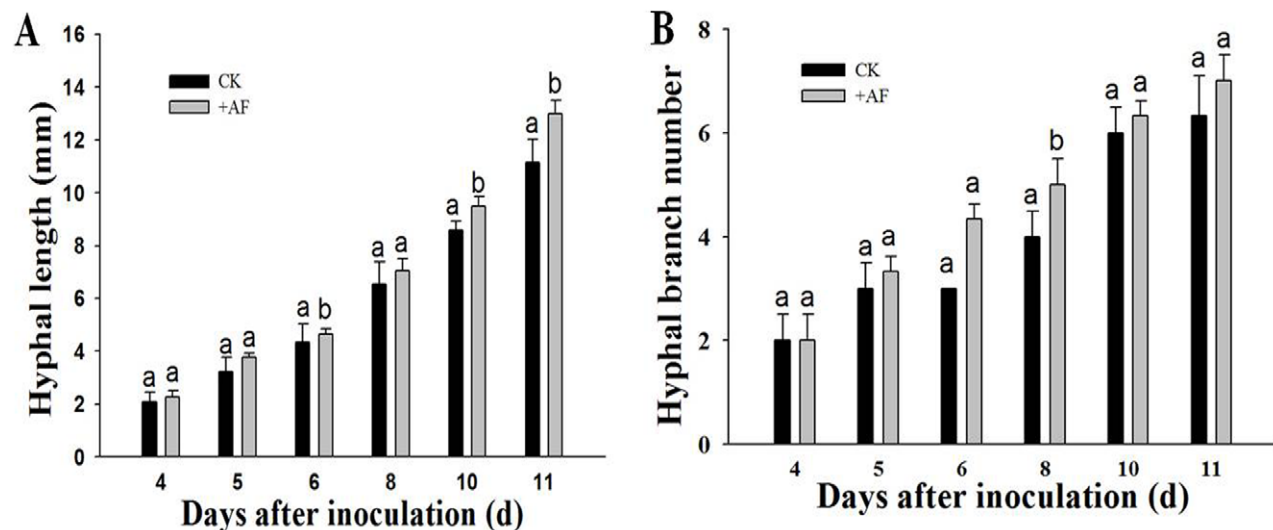 A
Hyphal length (mm)
16
14
12
10
8
6
4
2
0
CK
+AF
a a a a a b a a a b a b
4 5 6 8 10 11
Days after inoculation (d)
B
Hyphal branch number
8
6
4
2
0
CK
+AF
a a a a a a a b a a a a
4 5 6 8 10 11
Days after inoculation (d)